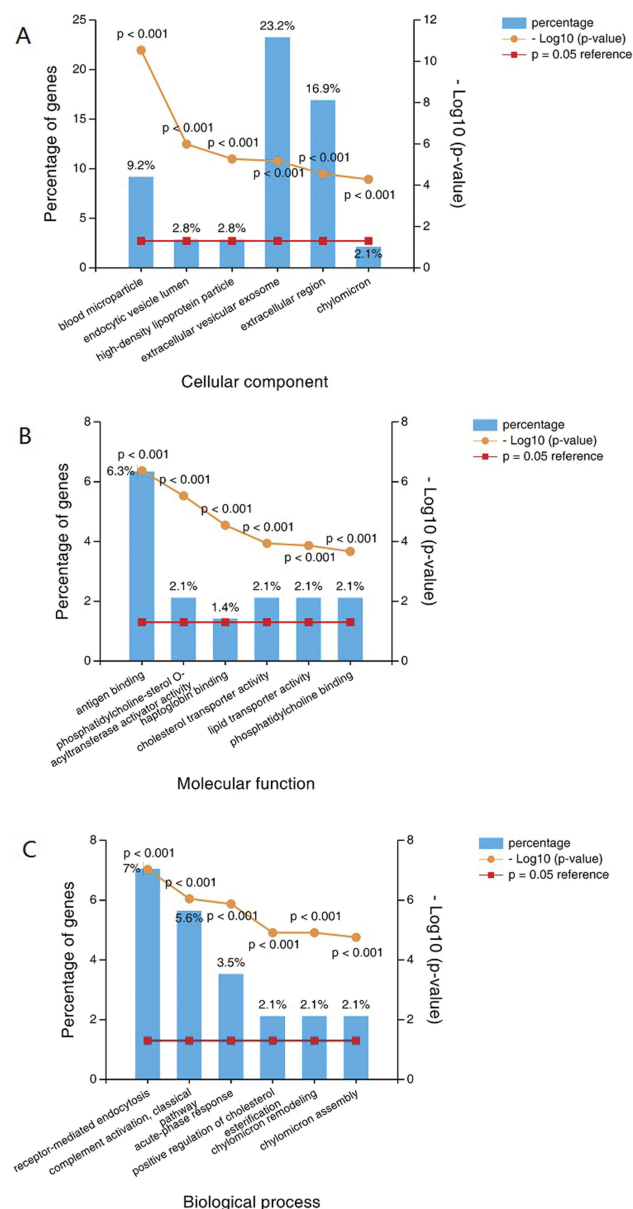 A
percentage
- Log10 (p-value)
p = 0.05 reference
Percentage of genes
- Log10 (p-value)
25
20
15
10
5
0
12
10
8
6
4
2
0
p < 0.001
p < 0.001
p < 0.001
p < 0.001
p < 0.001
p < 0.001
9.2%
2.8%
2.8%
23.2%
16.9%
2.1%
blood microparticle
endocytic vesicle lumen
high-density lipoprotein particle
extracellular vesicular exosome
extracellular region
chylomicron
Cellular component
B
percentage
- Log10 (p-value)
p = 0.05 reference
Percentage of genes
- Log10 (p-value)
8
6
4
2
0
8
6
4
2
0
p < 0.001
p < 0.001
p < 0.001
p < 0.001
p < 0.001
p < 0.001
6.3%
2.1%
1.4%
2.1%
2.1%
2.1%
antigen binding
phosphatidylcholine-sterol O-
acyltransferase activator activity
haptoglobin binding
cholesterol transporter activity
lipid transporter activity
phosphatidylcholine binding
Molecular function
C
percentage
- Log10 (p-value)
p = 0.05 reference
Percentage of genes
- Log10 (p-value)
8
6
4
2
0
8
6
4
2
0
p < 0.001
p < 0.001
p < 0.001
p < 0.001
p < 0.001
p < 0.001
7%
5.6%
3.5%
2.1%
2.1%
2.1%
receptor-mediated endocytosis
complement activation, classical
pathway
acute-phase response
positive regulation of cholesterol
esterification
chylomicron remodeling
chylomicron assembly
Biological process